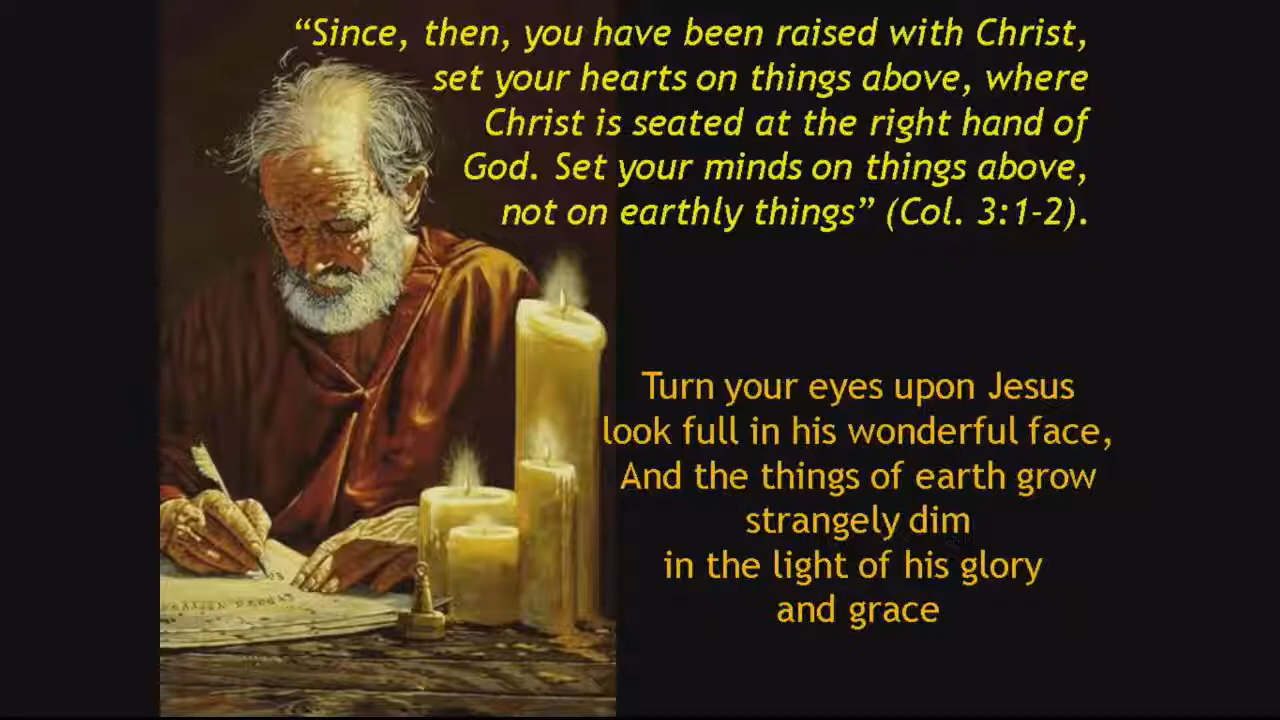 “Since, then, you have been raised with Christ,
set your hearts on things above, where
Christ is seated at the right hand of
God. Set your minds on things above,
not on earthly things” (Col. 3:1-2).
Turn your eyes upon Jesus
look full in his wonderful face,
And the things of earth grow
strangely dim
in the light of his glory
and grace